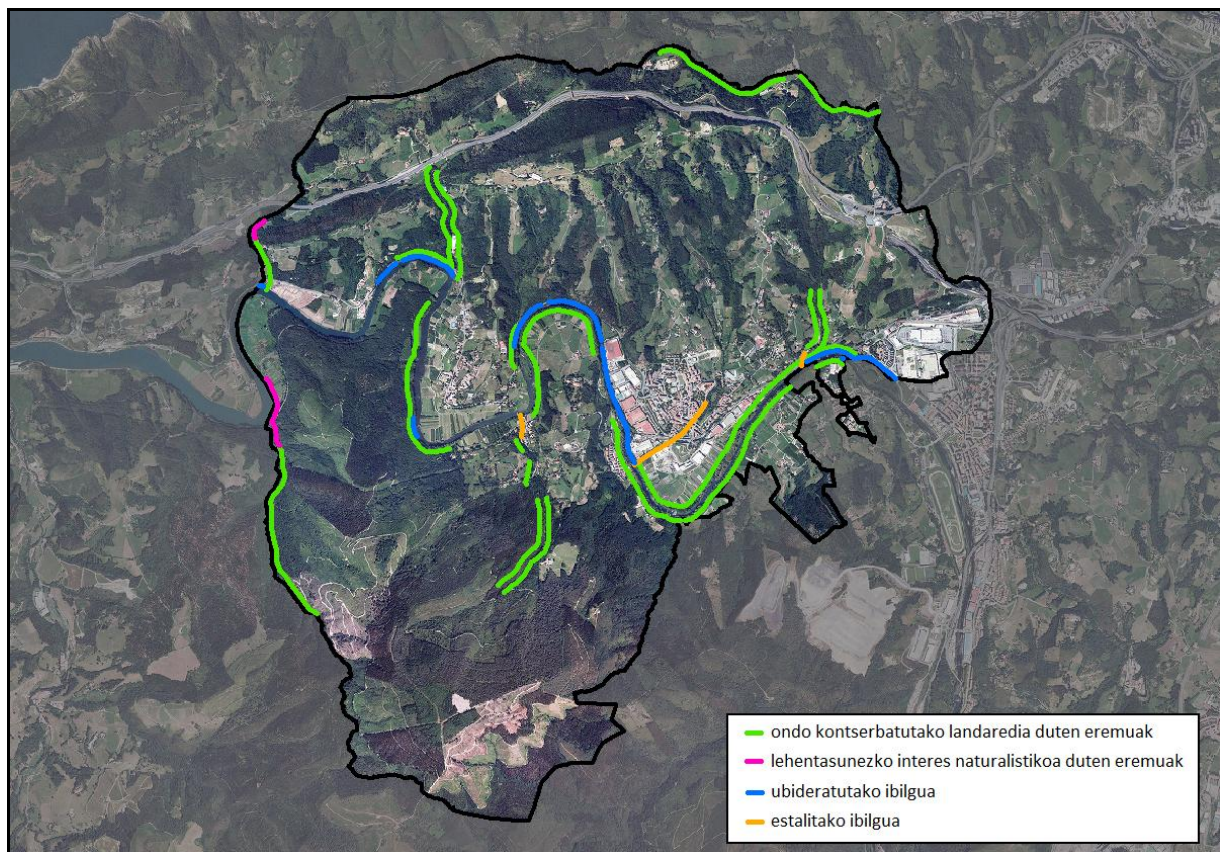 ondo kontserbatutako landaredia duten eremuak
lehentasunezko interes naturalistikoa duten eremuak
ubideratutako ibilgua
estalitako ibilgua